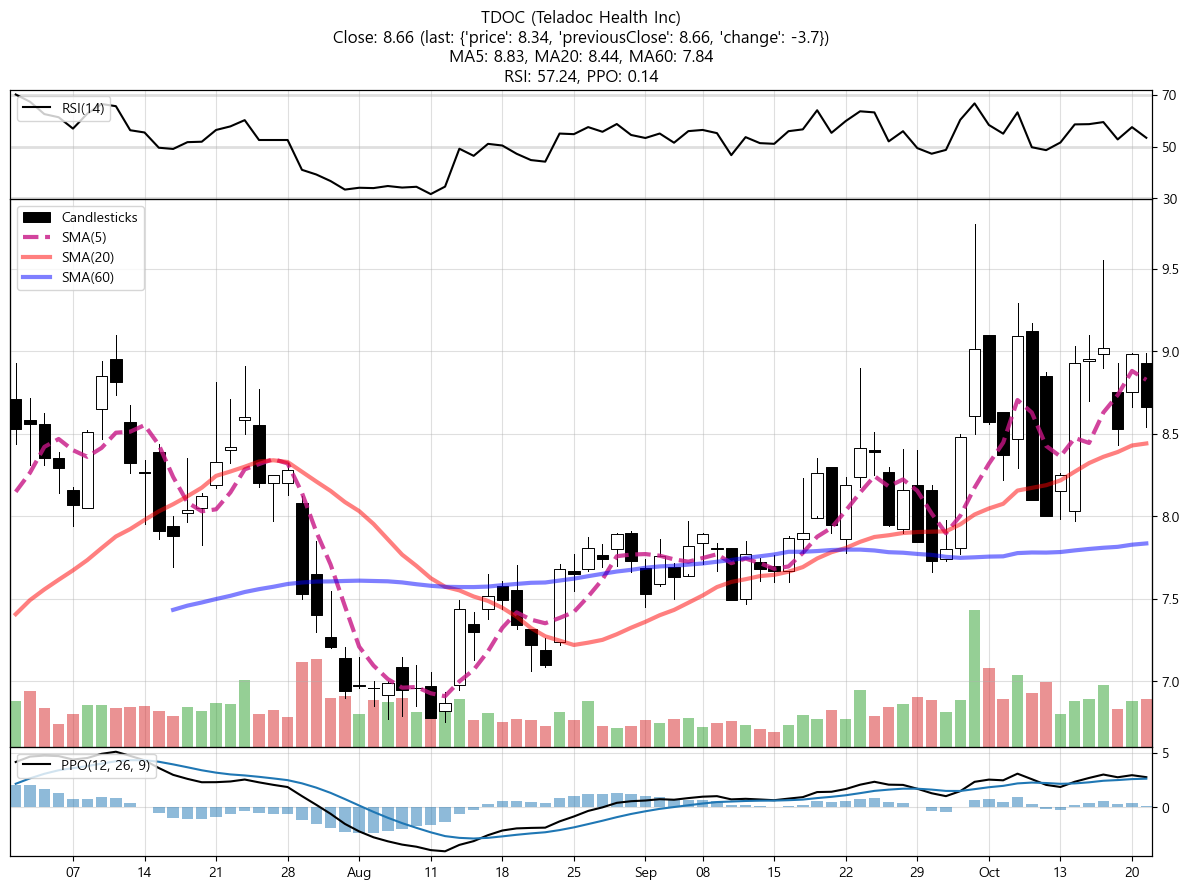 TDOC (Teladoc Health Inc)
Close: 8.66 (last: {'price': 8.34, 'previousClose': 8.66, 'change': -3.7})
MA5: 8.83, MA20: 8.44, MA60: 7.84
RSI: 57.24, PPO: 0.14
RSI(14)
70
50
30
Candlesticks
SMA(5)
SMA(20)
SMA(60)
9.5
9.0
8.5
8.0
7.5
7.0
PPO(12, 26, 9)
5
0
07 14 21 28 Aug 11 18 25 Sep 08 15 22 29 Oct 13 20